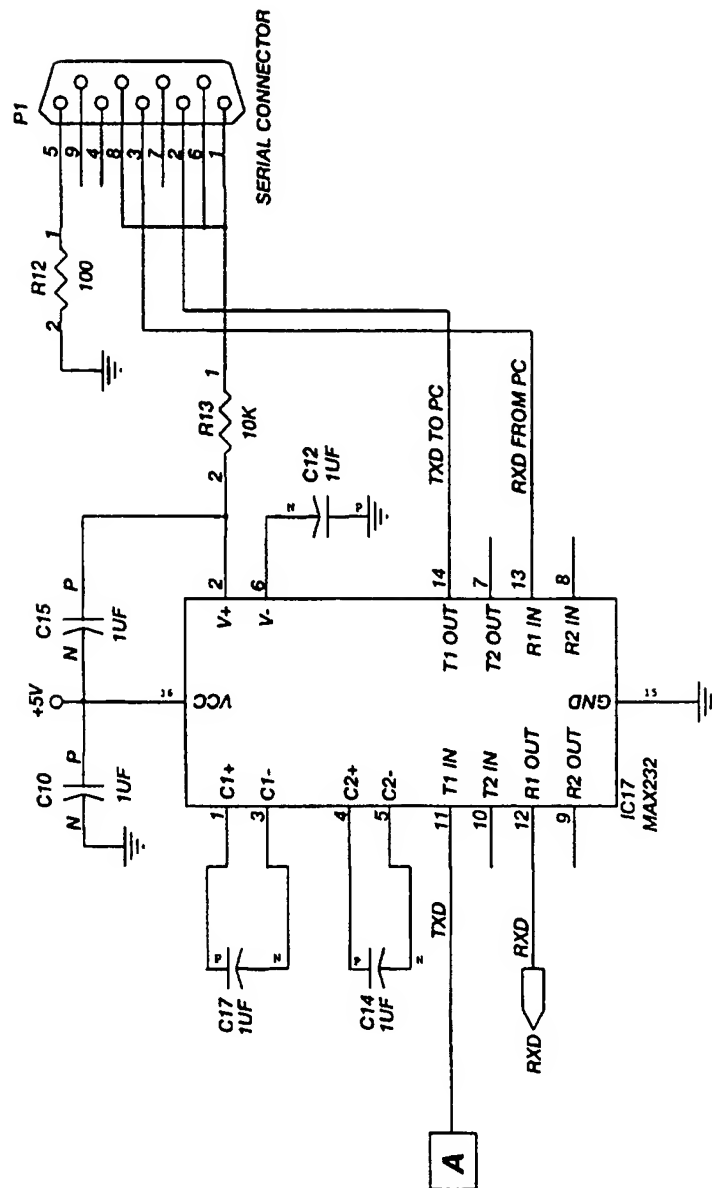 P1
5
9
4
8
3
7
2
6
1
SERIAL CONNECTOR
1
R12
100
2
1
R13
10K
2
C12
1UF
N
P
TXD TO PC
RXD FROM PC
C15
1UF
P
N
+5V
C10
1UF
P
N
2
6
14
7
13
8
V+
V-
T1 OUT
T2 OUT
R1 IN
R2 IN
16
VCC
GND
15
C1+
C1-
C2+
C2-
T1 IN
T2 IN
R1 OUT
R2 OUT
1
3
4
5
11
10
12
9
IC17
MAX232
P
N
C17
1UF
P
N
C14
1UF
TXD
RXD
RXD
A